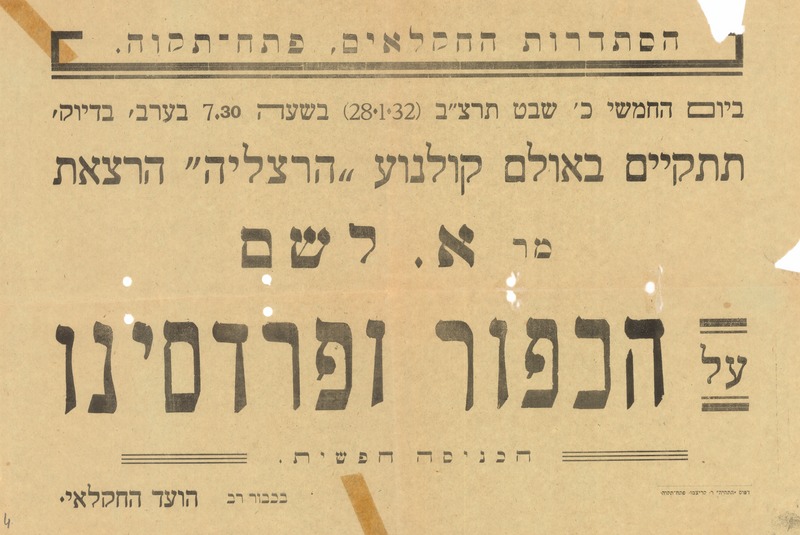 הסתדרות החקלאים, פתח־תקוה.
ביום החמשי כ׳ שבט תרצ״ב (28·1·32) בשעה 7.30 בערב, בדיוק,
תתקיים באולם קולנוע „הרצליה״ הרצאת
מר א. לשם
על הכפור ופרדסינו
הכניסה חפשית.
בכבוד רב הועד החקלאי.
דפוס פתח־תקוה
4